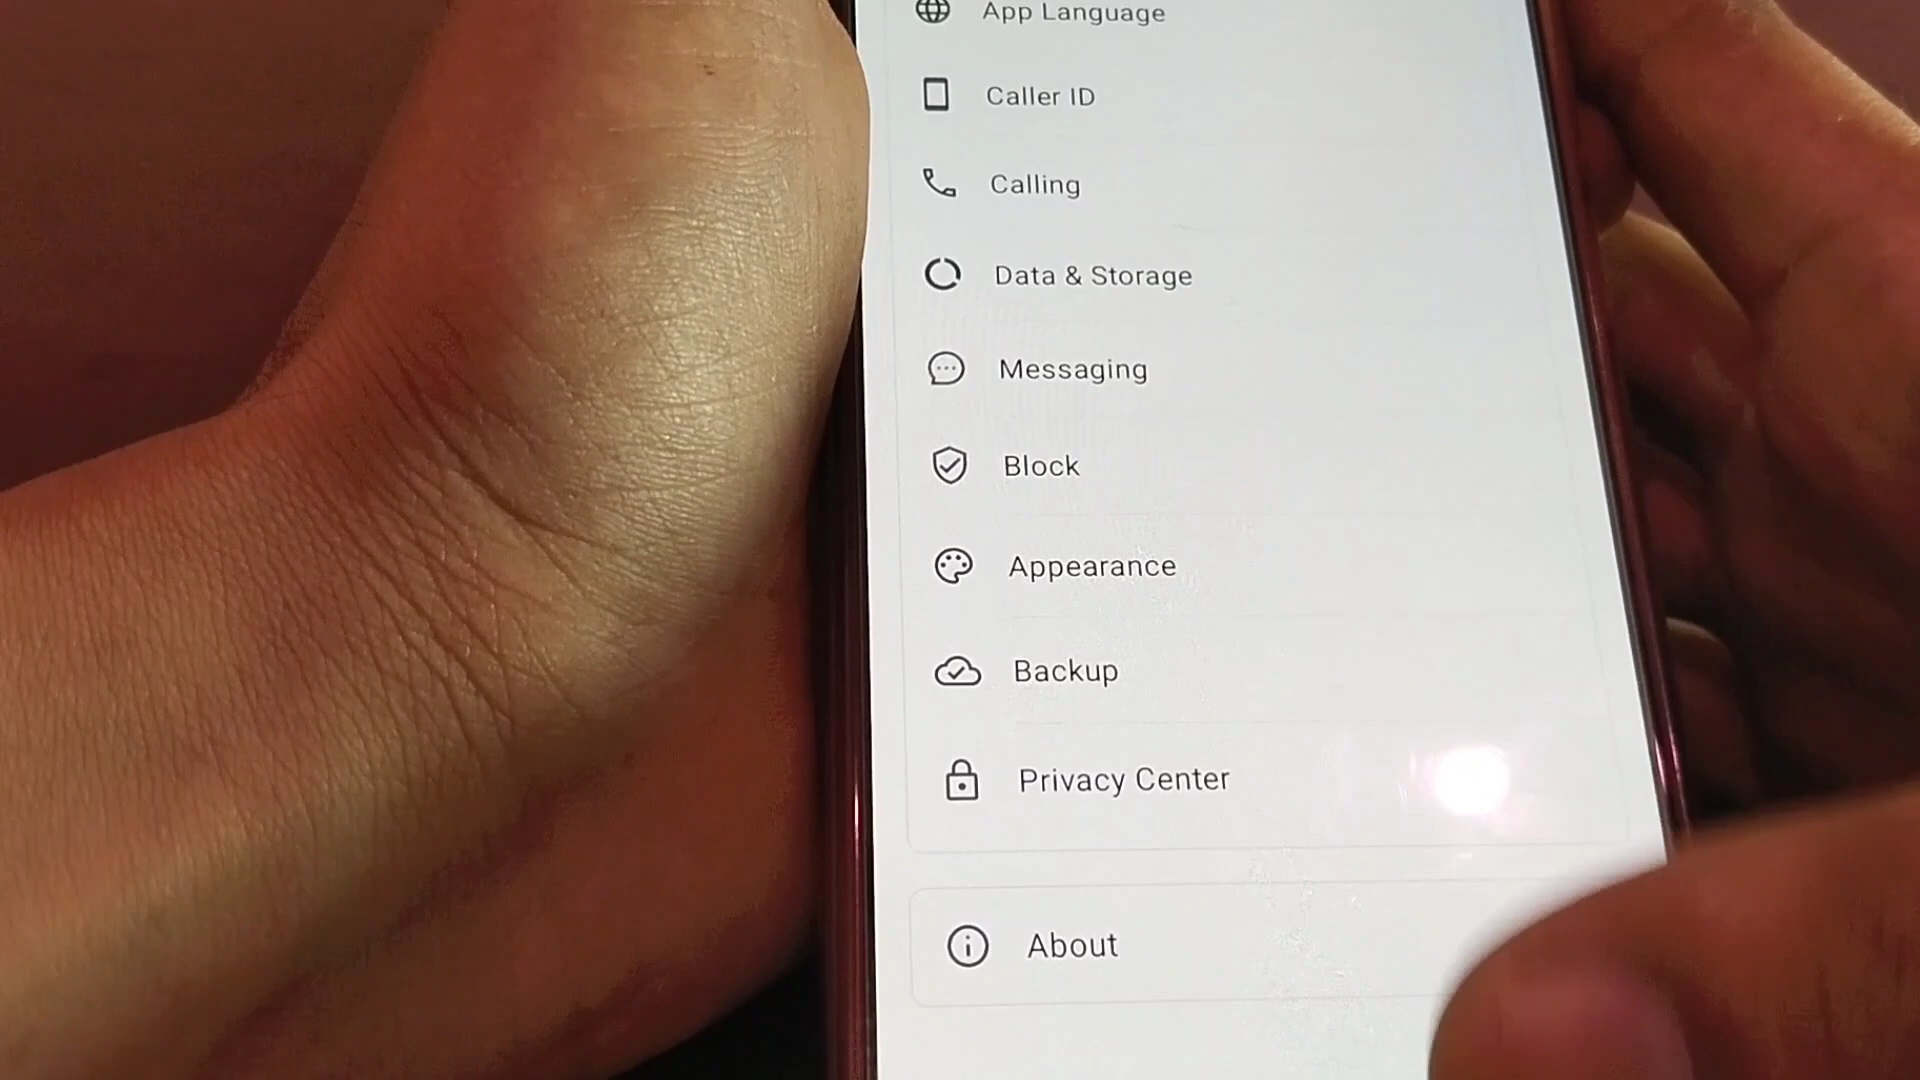 App Language
Caller ID
Calling
Data & Storage
Messaging
Block
Appearance
Backup
Privacy Center
About